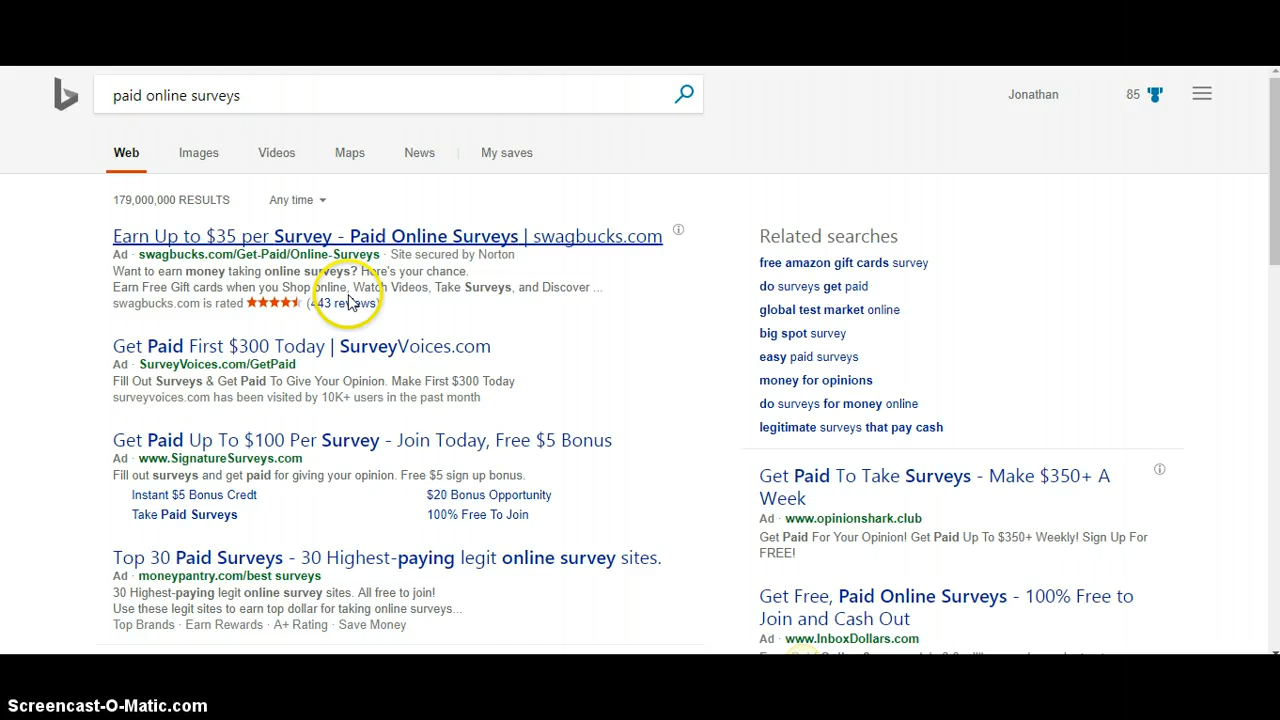 paid online surveys
Jonathan
85
Web Images Videos Maps News My saves
179,000,000 RESULTS Any time
Earn Up to $35 per Survey - Paid Online Surveys | swagbucks.com
Ad · swagbucks.com/Get-Paid/Online-Surveys · Site secured by Norton
Want to earn money taking online surveys? Here's your chance.
Earn Free Gift cards when you Shop online, Watch Videos, Take Surveys, and Discover ...
swagbucks.com is rated (443 reviews)
Get Paid First $300 Today | SurveyVoices.com
Ad · SurveyVoices.com/GetPaid
Fill Out Surveys & Get Paid To Give Your Opinion. Make First $300 Today
surveyvoices.com has been visited by 10K+ users in the past month
Get Paid Up To $100 Per Survey - Join Today, Free $5 Bonus
Ad · www.SignatureSurveys.com
Fill out surveys and get paid for giving your opinion. Free $5 sign up bonus.
Instant $5 Bonus Credt $20 Bonus Opportunity
Take Paid Surveys 100% Free To Join
Top 30 Paid Surveys - 30 Highest-paying legit online survey sites.
Ad · moneypantry.com/best surveys
30 Highest-paying legit online survey sites. All free to join!
Use these legit sites to earn top dollar for taking online surveys...
Top Brands · Earn Rewards · A+ Rating · Save Money
Related searches
free amazon gift cards survey
do surveys get paid
global test market online
big spot survey
easy paid surveys
money for opinions
do surveys for money online
legitimate surveys that pay cash
Get Paid To Take Surveys - Make $350+ A
Week
Ad · www.opinionshark.club
Get Paid For Your Opinion! Get Paid Up To $350+ Weekly! Sign Up For
FREE!
Get Free, Paid Online Surveys - 100% Free to
Join and Cash Out
Ad · www.InboxDollars.com
Screencast-O-Matic.com